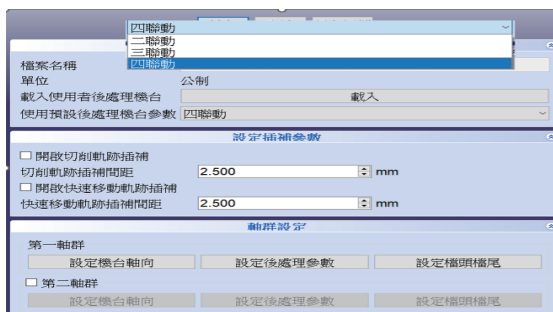 四聯動
二聯動
三聯動
四聯動
檔案名稱
單位 公制
載入使用者後處理機台 載入
使用預設後處理機台參數 四聯動
設定插補參數
開啟切削軌跡插補
切削軌跡插補間距 2.500 mm
開啟快速移動軌跡插補
快速移動軌跡插補間距 2.500 mm
軸群設定
第一軸群
設定機台軸向 設定後處理參數 設定檔頭檔尾
第二軸群
設定機台軸向 設定後處理參數 設定檔頭檔尾